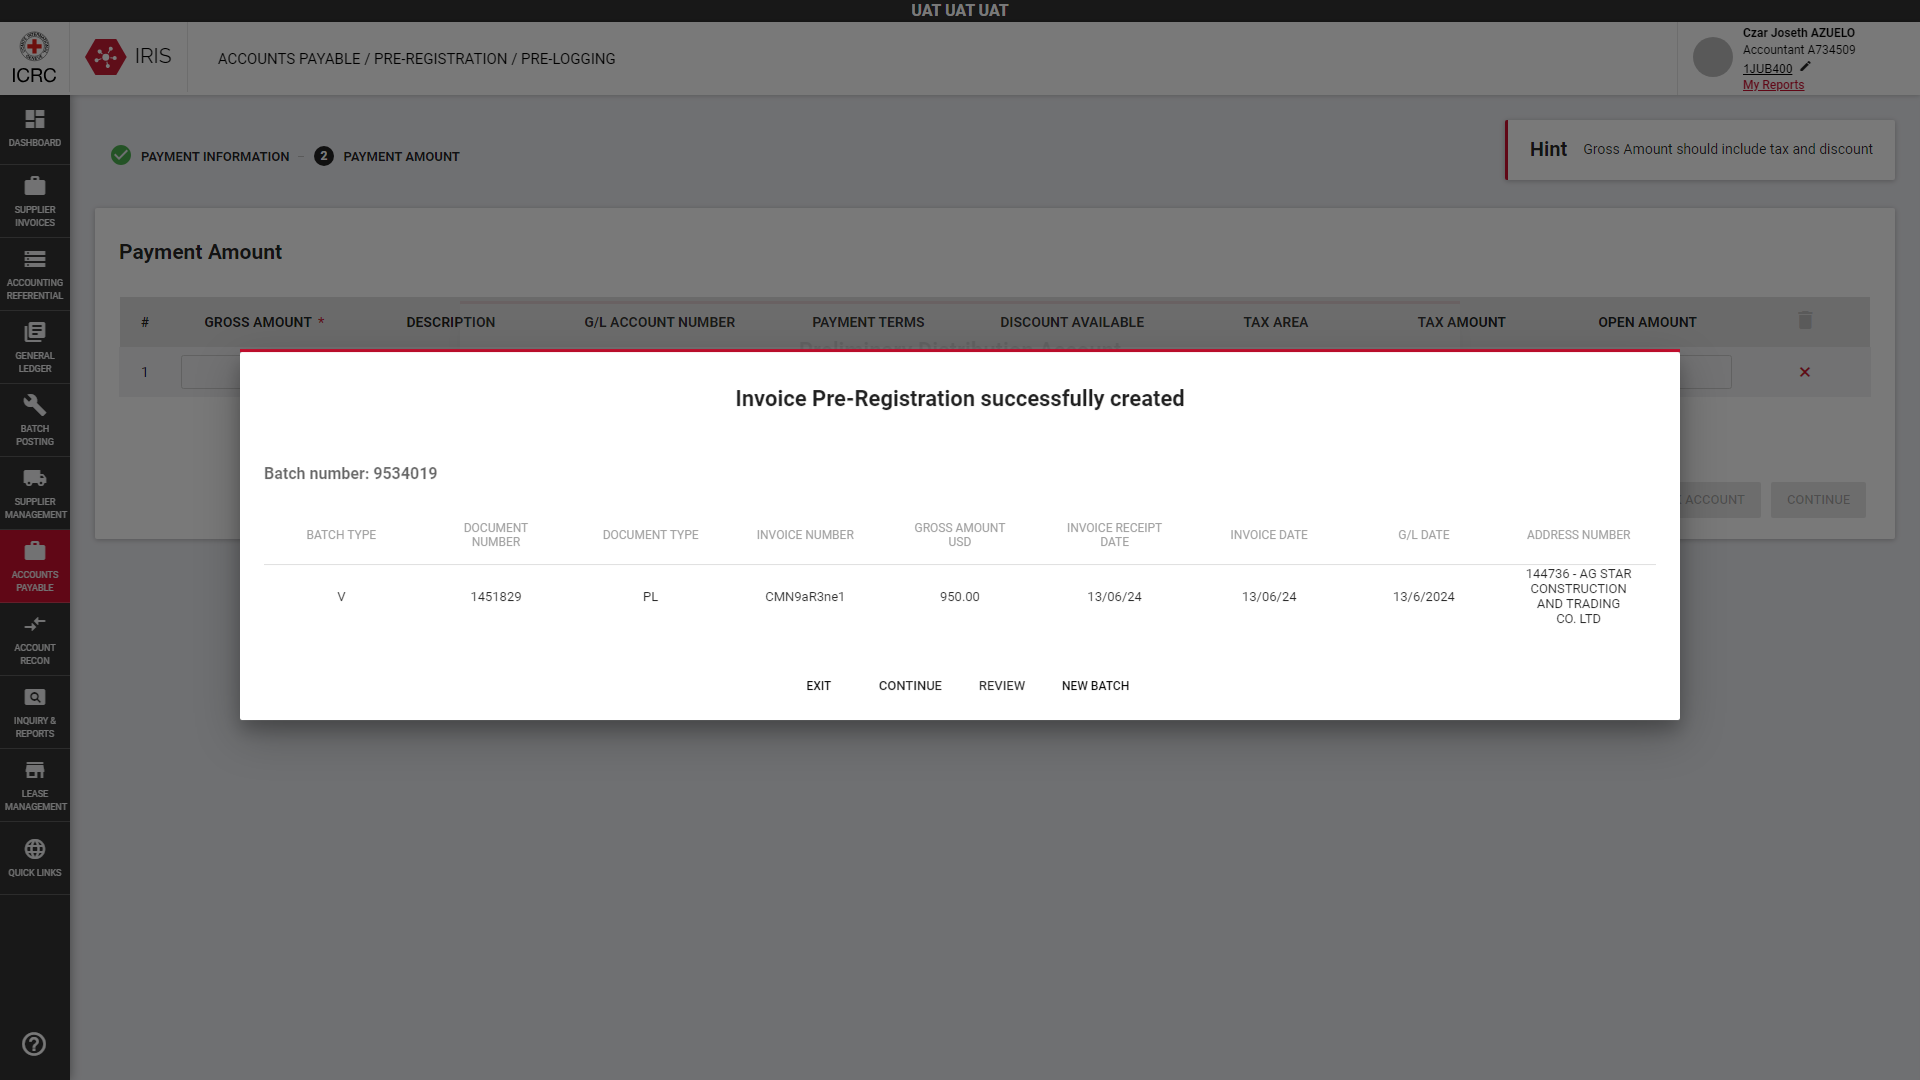 UAT UAT UAT
ICRC
IRIS
ACCOUNTS PAYABLE / PRE-REGISTRATION / PRE-LOGGING
Czar Joseth AZUELO
Accountant A734509
1JUB400
My Reports
DASHBOARD
SUPPLIER
INVOICES
ACCOUNTING
REFERENTIAL
GENERAL
LEDGER
BATCH
POSTING
SUPPLIER
MANAGEMENT
ACCOUNTS
PAYABLE
ACCOUNT
RECON
INQUIRY &
REPORTS
LEASE
MANAGEMENT
QUICK LINKS
PAYMENT INFORMATION
2 PAYMENT AMOUNT
Hint Gross Amount should include tax and discount
Payment Amount
# GROSS AMOUNT * DESCRIPTION G/L ACCOUNT NUMBER PAYMENT TERMS DISCOUNT AVAILABLE TAX AREA TAX AMOUNT OPEN AMOUNT
Preliminary Distribution Account
1
ACCOUNT CONTINUE
Invoice Pre-Registration successfully created
Batch number: 9534019
BATCH TYPE DOCUMENT NUMBER DOCUMENT TYPE INVOICE NUMBER GROSS AMOUNT USD INVOICE RECEIPT DATE INVOICE DATE G/L DATE ADDRESS NUMBER
V 1451829 PL CMN9aR3ne1 950.00 13/06/24 13/06/24 13/6/2024 144736 - AG STAR
CONSTRUCTION
AND TRADING
CO. LTD
EXIT CONTINUE REVIEW NEW BATCH